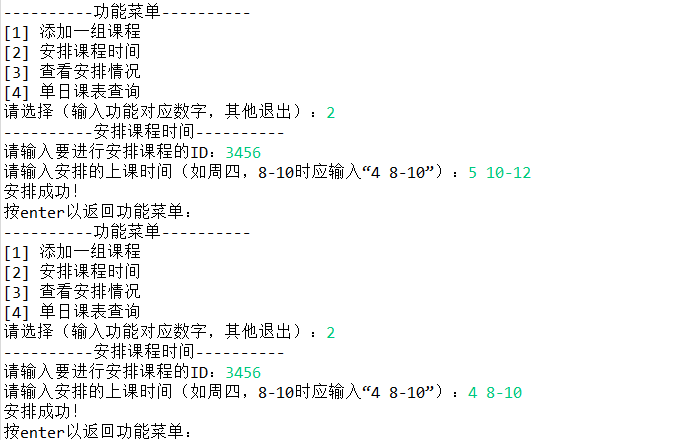 ----------功能菜单----------
[1] 添加一组课程
[2] 安排课程时间
[3] 查看安排情况
[4] 单日课表查询
请选择（输入功能对应数字，其他退出）：2
----------安排课程时间----------
请输入要进行安排课程的ID：3456
请输入安排的上课时间（如周四，8-10时应输入“4 8-10”）：5 10-12
安排成功！
按enter以返回功能菜单：
----------功能菜单----------
[1] 添加一组课程
[2] 安排课程时间
[3] 查看安排情况
[4] 单日课表查询
请选择（输入功能对应数字，其他退出）：2
----------安排课程时间----------
请输入要进行安排课程的ID：3456
请输入安排的上课时间（如周四，8-10时应输入“4 8-10”）：4 8-10
安排成功！
按enter以返回功能菜单：